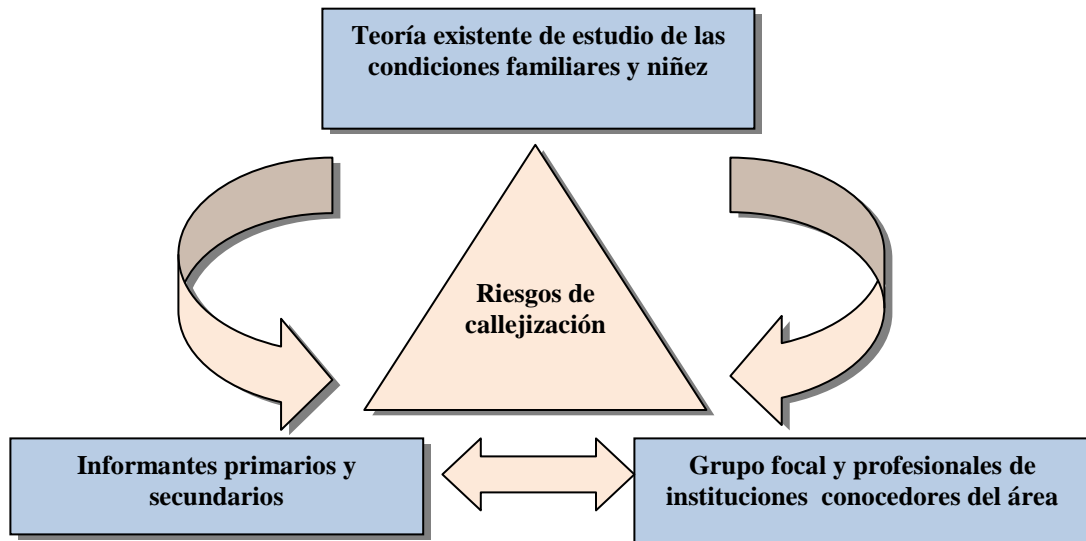 Teoría existente de estudio de las
condiciones familiares y niñez
Riesgos de
callejización
Informantes primarios y
secundarios
Grupo focal y profesionales de
instituciones conocedores del área